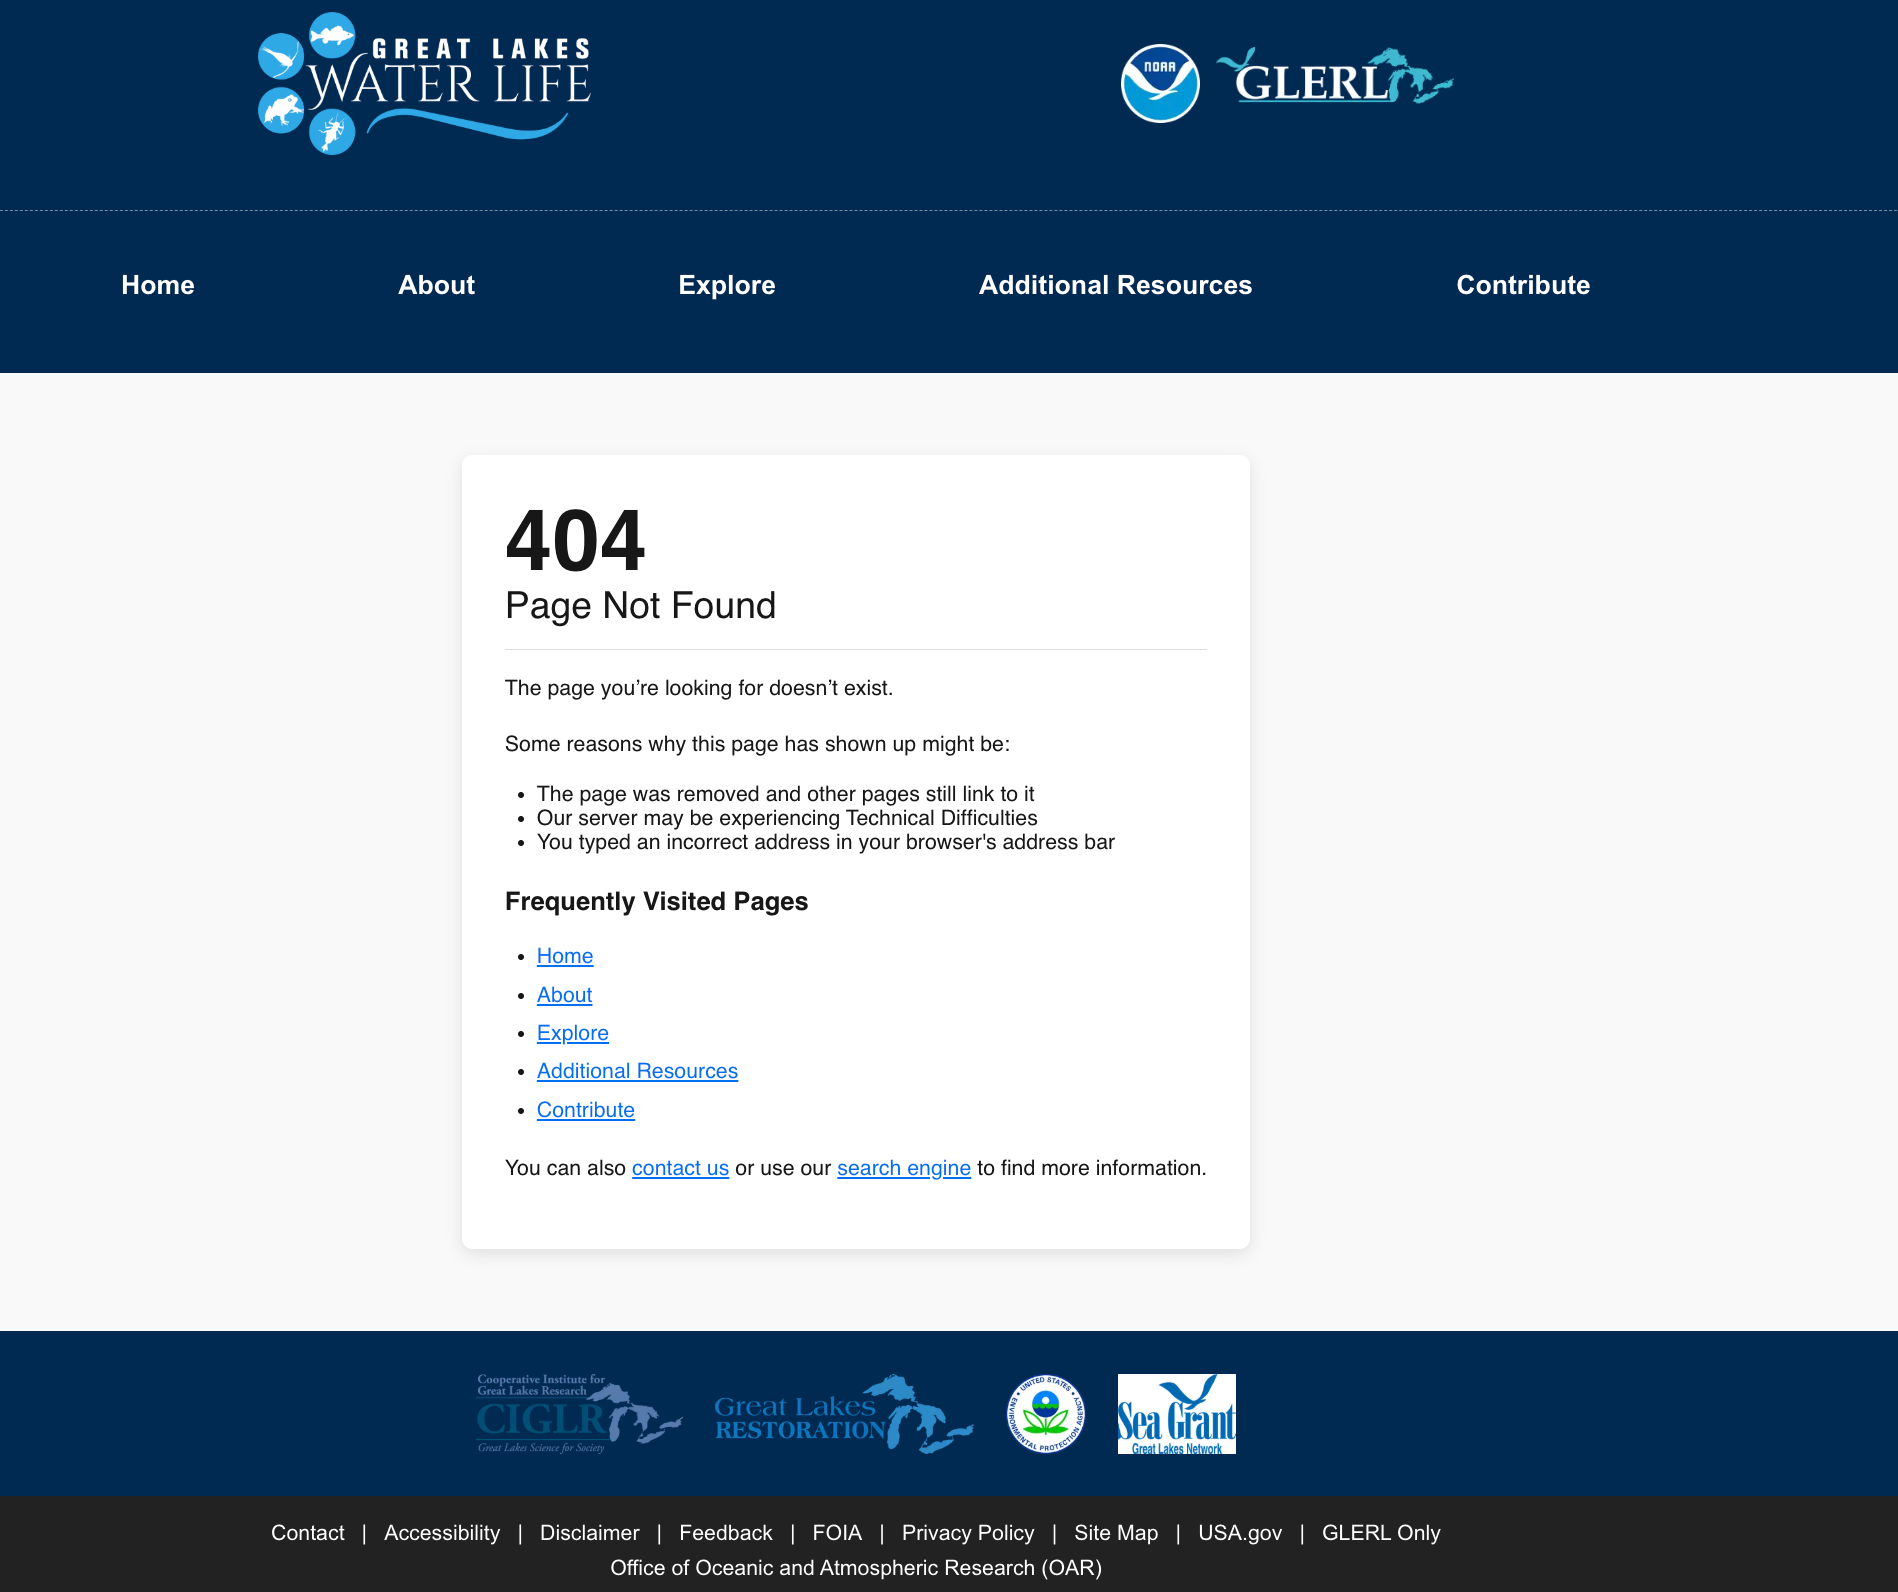 GREAT LAKES
WATER LIFE
NOAA
GLERL
Home
About
Explore
Additional Resources
Contribute
404
Page Not Found
The page you’re looking for doesn’t exist.
Some reasons why this page has shown up might be:
• The page was removed and other pages still link to it
• Our server may be experiencing Technical Difficulties
• You typed an incorrect address in your browser's address bar
Frequently Visited Pages
• Home
• About
• Explore
• Additional Resources
• Contribute
You can also contact us or use our search engine to find more information.
Cooperative Institute for
Great Lakes Research
CIGLR
Great Lakes Science for Society
Great Lakes
RESTORATION
UNITED STATES
ENVIRONMENTAL PROTECTION AGENCY
Sea Grant
Great Lakes Network
Contact | Accessibility | Disclaimer | Feedback | FOIA | Privacy Policy | Site Map | USA.gov | GLERL Only
Office of Oceanic and Atmospheric Research (OAR)